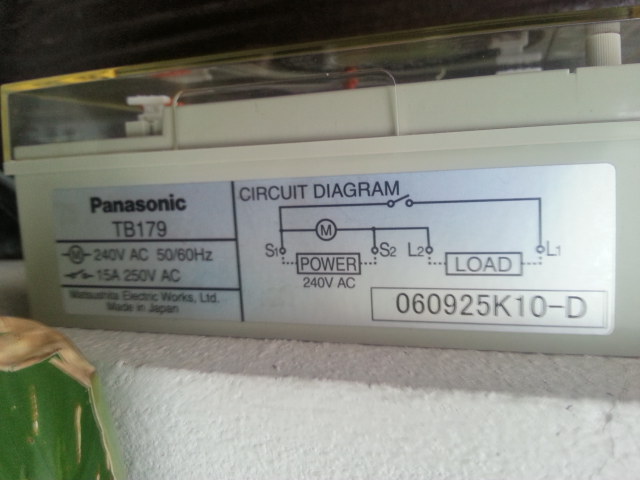 Panasonic
TB179
M 240V AC 50/60Hz
15A 250V AC
Matsushita Electric Works, Ltd.
Made in Japan
CIRCUIT DIAGRAM
M
S1 S2 L2 L1
POWER LOAD
240V AC
060925K10-D